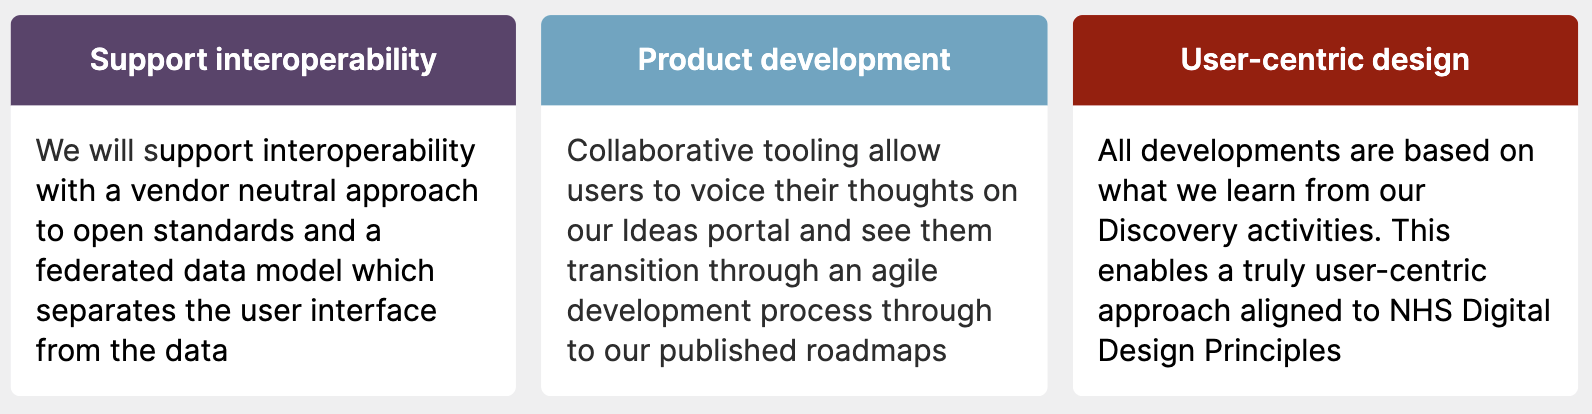 Support interoperability
We will support interoperability
with a vendor neutral approach
to open standards and a
federated data model which
separates the user interface
from the data
Product development
Collaborative tooling allow
users to voice their thoughts on
our Ideas portal and see them
transition through an agile
development process through
to our published roadmaps
User-centric design
All developments are based on
what we learn from our
Discovery activities. This
enables a truly user-centric
approach aligned to NHS Digital
Design Principles